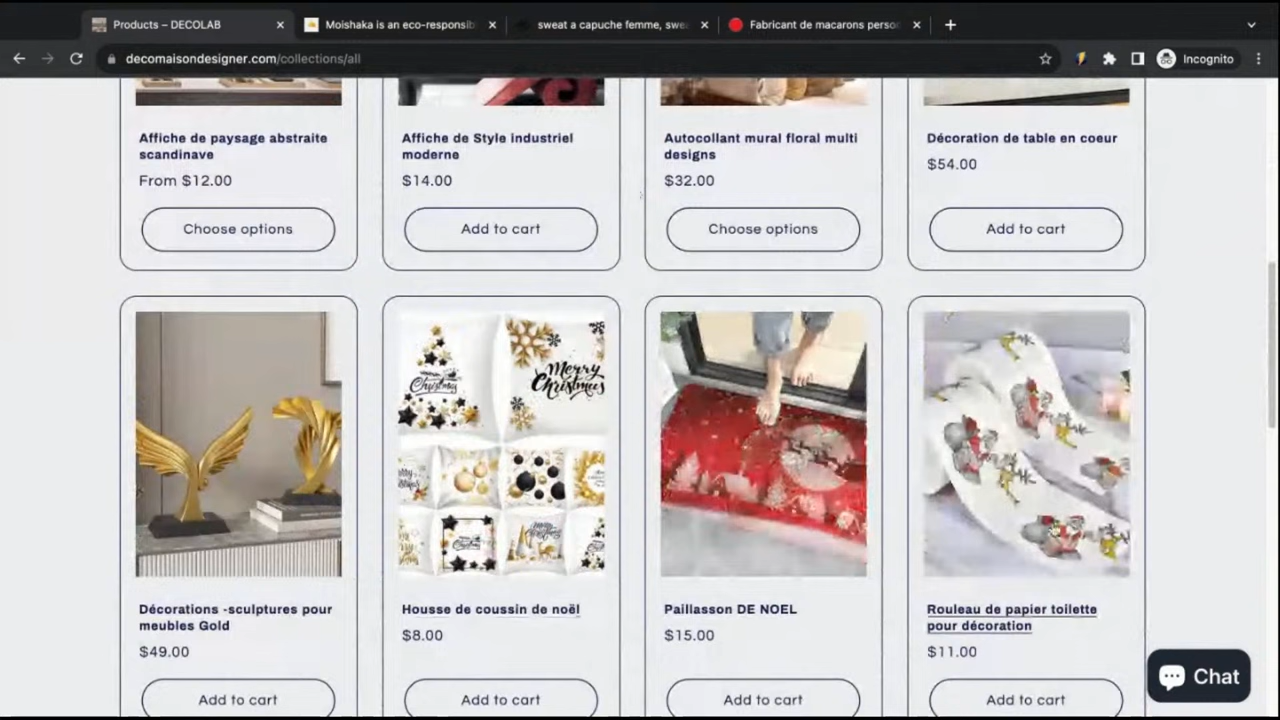 Products – DECOLAB
Moishaka is an eco-responsib
sweat a capuche femme, swea
Fabricant de macarons perso
decomaisondesigner.com/collections/all
Incognito
Affiche de paysage abstraite
scandinave
From $12.00
Choose options
Affiche de Style industriel
moderne
$14.00
Add to cart
Autocollant mural floral multi
designs
$32.00
Choose options
Décoration de table en coeur
$54.00
Add to cart
Christmas
Merry
Christmas
Décorations -sculptures pour
meubles Gold
$49.00
Add to cart
Housse de coussin de noël
$8.00
Add to cart
Paillasson DE NOEL
$15.00
Add to cart
Rouleau de papier toilette
pour décoration
$11.00
Add to cart
Chat